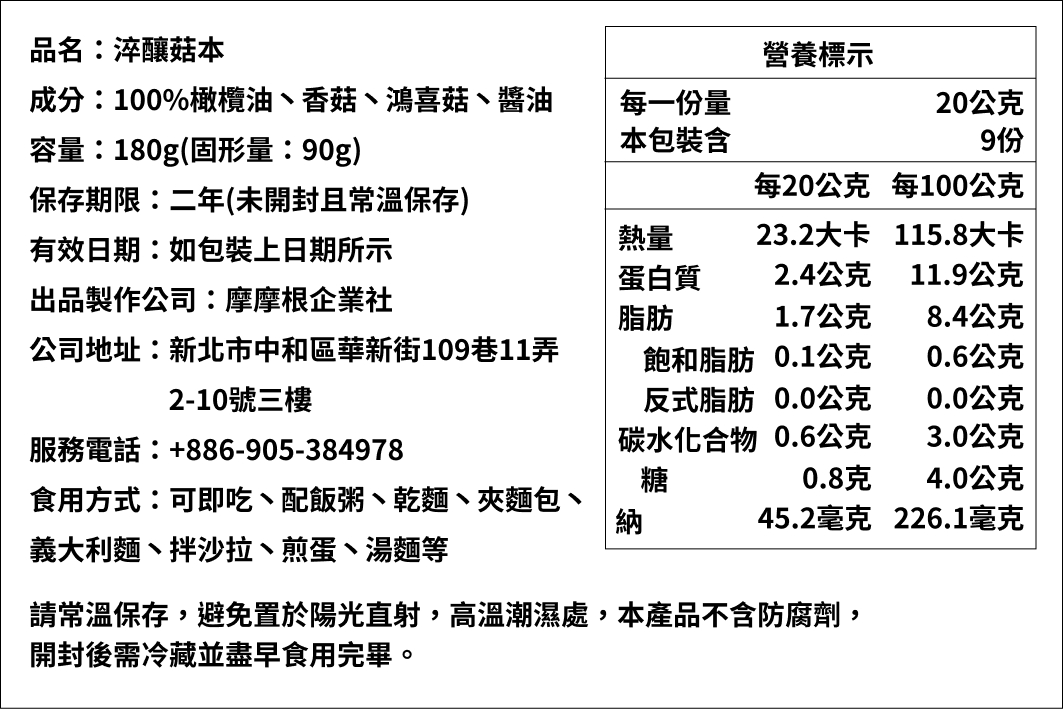 品名：淬釀菇本
成分：100%橄欖油、香菇、鴻喜菇、醬油
容量：180g(固形量：90g)
保存期限：二年(未開封且常溫保存)
有效日期：如包裝上日期所示
出品製作公司：摩摩根企業社
公司地址：新北市中和區華新街109巷11弄
2-10號三樓
服務電話：+886-905-384978
食用方式：可即吃、配飯粥、乾麵、夾麵包、
義大利麵、拌沙拉、煎蛋、湯麵等
營養標示
每一份量 20公克
本包裝含 9份
每20公克 每100公克
熱量 23.2大卡 115.8大卡
蛋白質 2.4公克 11.9公克
脂肪 1.7公克 8.4公克
飽和脂肪 0.1公克 0.6公克
反式脂肪 0.0公克 0.0公克
碳水化合物 0.6公克 3.0公克
糖 0.8克 4.0公克
納 45.2毫克 226.1毫克
請常溫保存，避免置於陽光直射，高溫潮濕處，本產品不含防腐劑，
開封後需冷藏並盡早食用完畢。